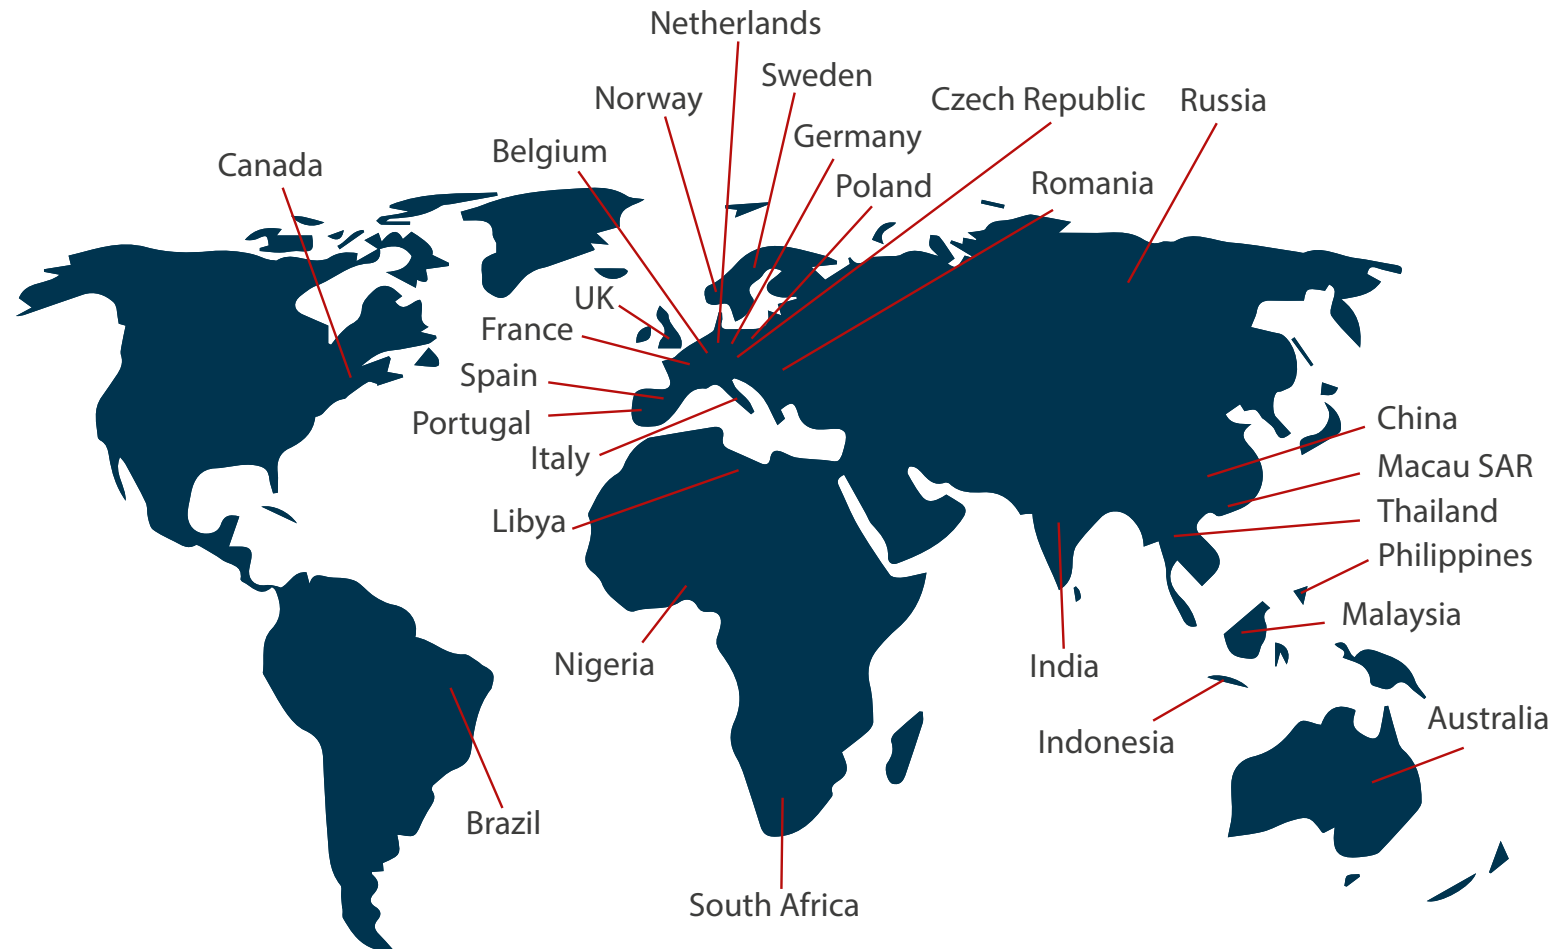 Netherlands
Sweden
Norway
Czech Republic
Russia
Germany
Belgium
Canada
Poland
Romania
UK
France
Spain
Portugal
Italy
China
Macau SAR
Libya
Thailand
Philippines
Malaysia
Nigeria
India
Indonesia
Australia
Brazil
South Africa